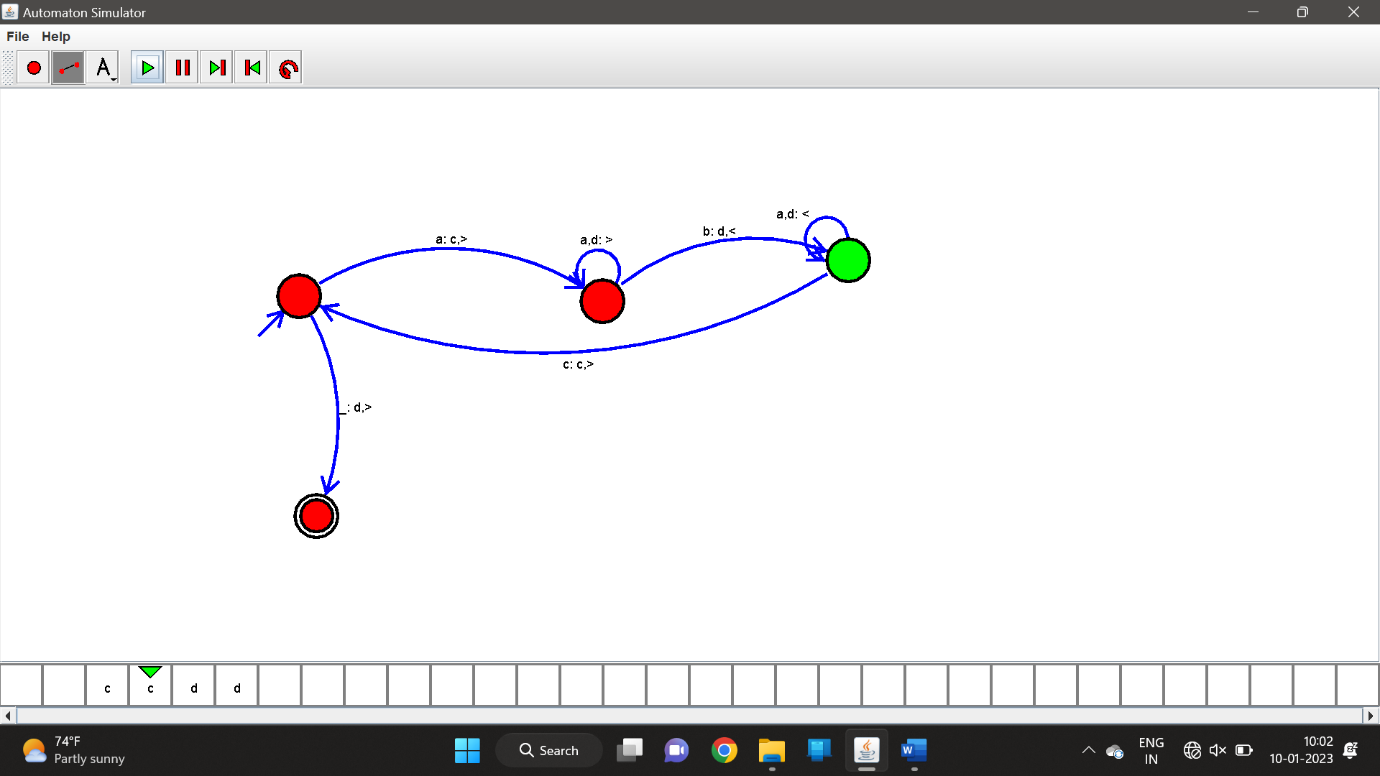 Automaton Simulator
File Help
A
a,d: <
b: d,<
a: c,>
a,d: >
c: c,>
_: d,>
c c d d
74°F
Partly sunny
Search
ENG
IN
10:02
10-01-2023